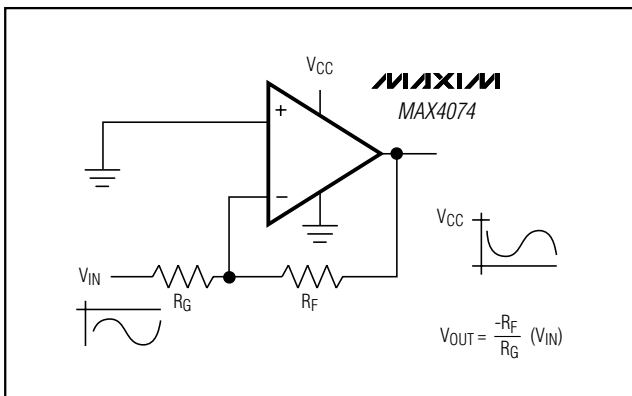 VCC
MAXIM
MAX4074
+
−
VCC
VIN
RG
RF
VOUT = -RF/RG (VIN)